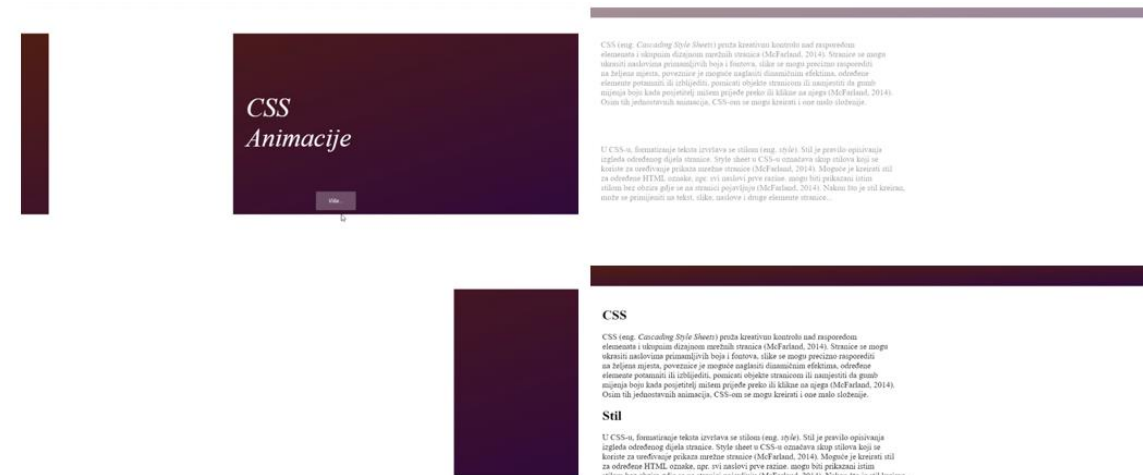 CSS
Animacije
Više...
CSS (eng. Cascading Style Sheets) pruža kreativnu kontrolu nad rasporedom
elemenata i ukupnim dizajnom mrežnih stranica (McFarland, 2014). Stranice se mogu
ukrasiti naslovima primamljivih boja i fontova, slike se mogu precizno rasporediti
na željena mjesta, poveznice je moguće naglasiti dinamičnim efektima, određene
elemente potamniti ili izblijediti, pomicati objekte stranicom ili namjestiti da gumb
mijenja boju kada posjetitelj mišem prijeđe preko ili klikne na njega (McFarland, 2014).
Osim tih jednostavnih animacija, CSS-om se mogu kreirati i one malo složenije.
U CSS-u, formatiranje teksta izvršava se stilom (eng. style). Stil je pravilo opisivanja
izgleda određenog dijela stranice. Style sheet u CSS-u označava skup stilova koji se
koriste za uređivanje prikaza mrežne stranice (McFarland, 2014). Moguće je kreirati stil
za određene HTML oznake, npr. svi naslovi prve razine. mogu biti prikazani istim
stilom bez obzira gdje se na stranici pojavljuju (McFarland, 2014). Nakon što je stil kreiran,
može se primijeniti na tekst, slike, naslove i druge elemente stranice...
CSS
CSS (eng. Cascading Style Sheets) pruža kreativnu kontrolu nad rasporedom
elemenata i ukupnim dizajnom mrežnih stranica (McFarland, 2014). Stranice se mogu
ukrasiti naslovima primamljivih boja i fontova, slike se mogu precizno rasporediti
na željena mjesta, poveznice je moguće naglasiti dinamičnim efektima, određene
elemente potamniti ili izblijediti, pomicati objekte stranicom ili namjestiti da gumb
mijenja boju kada posjetitelj mišem prijeđe preko ili klikne na njega (McFarland, 2014).
Osim tih jednostavnih animacija, CSS-om se mogu kreirati i one malo složenije.
Stil
U CSS-u, formatiranje teksta izvršava se stilom (eng. style). Stil je pravilo opisivanja
izgleda određenog dijela stranice. Style sheet u CSS-u označava skup stilova koji se
koriste za uređivanje prikaza mrežne stranice (McFarland, 2014). Moguće je kreirati stil
za određene HTML oznake, npr. svi naslovi prve razine. mogu biti prikazani istim